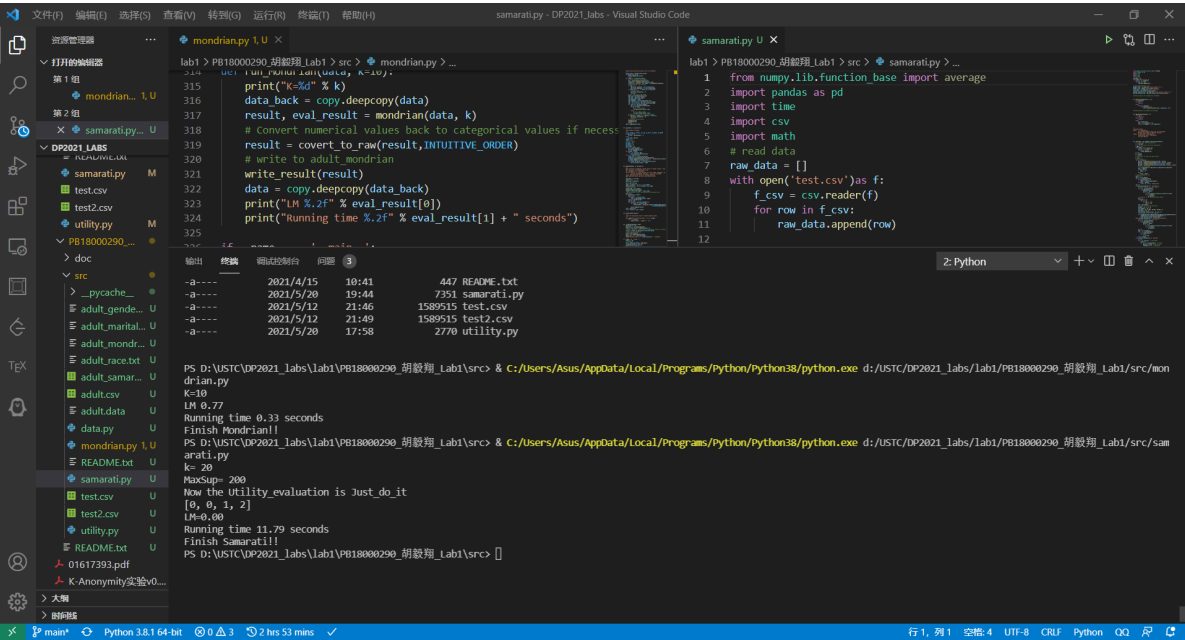 文件(F) 编辑(E) 选择(S) 查看(V) 转到(G) 运行(R) 终端(T) 帮助(H) samarati.py - DP2021_labs - Visual Studio Code
资源管理器 ···
打开的编辑器
第 1 组
mondrian... 1, U
第 2 组
samarati.py... U
DP2021_LABS
README.txt
samarati.py M
test.csv
test2.csv
utility.py M
PB18000290_...
doc
src
__pycache__
adult_gende... U
adult_marital... U
adult_mondr... U
adult_race.txt U
adult_samar... U
adult.csv U
adult.data U
data.py U
mondrian.py 1, U
README.txt U
samarati.py U
test.csv U
test2.csv U
utility.py U
README.txt U
01617393.pdf
K-Anonymity实验v0....
大纲
时间线
mondrian.py 1, U
lab1 > PB18000290_胡毅翔_Lab1 > src > mondrian.py > ...
314 def run_Mondrian(data, k=10):
315 print("K=%d" % k)
316 data_back = copy.deepcopy(data)
317 result, eval_result = mondrian(data, k)
318 # Convert numerical values back to categorical values if necess
319 result = covert_to_raw(result,INTUITIVE_ORDER)
320 # write to adult_mondrian
321 write_result(result)
322 data = copy.deepcopy(data_back)
323 print("LM %.2f" % eval_result[0])
324 print("Running time %.2f" % eval_result[1] + " seconds")
325
samarati.py U
lab1 > PB18000290_胡毅翔_Lab1 > src > samarati.py > ...
1 from numpy.lib.function_base import average
2 import pandas as pd
3 import time
4 import csv
5 import math
6 # read data
7 raw_data = []
8 with open('test.csv')as f:
9 f_csv = csv.reader(f)
10 for row in f_csv:
11 raw_data.append(row)
12
输出 终端 调试控制台 问题 3 2: Python
-a---- 2021/4/15 10:41 447 README.txt
-a---- 2021/5/20 19:44 7351 samarati.py
-a---- 2021/5/12 21:46 1589515 test.csv
-a---- 2021/5/12 21:49 1589515 test2.csv
-a---- 2021/5/20 17:58 2770 utility.py
PS D:\USTC\DP2021_labs\lab1\PB18000290_胡毅翔_Lab1\src> & C:/Users/Asus/AppData/Local/Programs/Python/Python38/python.exe d:/USTC/DP2021_labs/lab1/PB18000290_胡毅翔_Lab1/src/mon
drian.py
K=10
LM 0.77
Running time 0.33 seconds
Finish Mondrian!!
PS D:\USTC\DP2021_labs\lab1\PB18000290_胡毅翔_Lab1\src> & C:/Users/Asus/AppData/Local/Programs/Python/Python38/python.exe d:/USTC/DP2021_labs/lab1/PB18000290_胡毅翔_Lab1/src/sam
arati.py
k= 20
MaxSup= 200
Now the Utility_evaluation is Just_do_it
[0, 0, 1, 2]
LM=0.00
Running time 11.79 seconds
Finish Samarati!!
PS D:\USTC\DP2021_labs\lab1\PB18000290_胡毅翔_Lab1\src>
main* Python 3.8.1 64-bit 0 3 2 hrs 53 mins 行 1，列 1 空格: 4 UTF-8 CRLF Python QQ